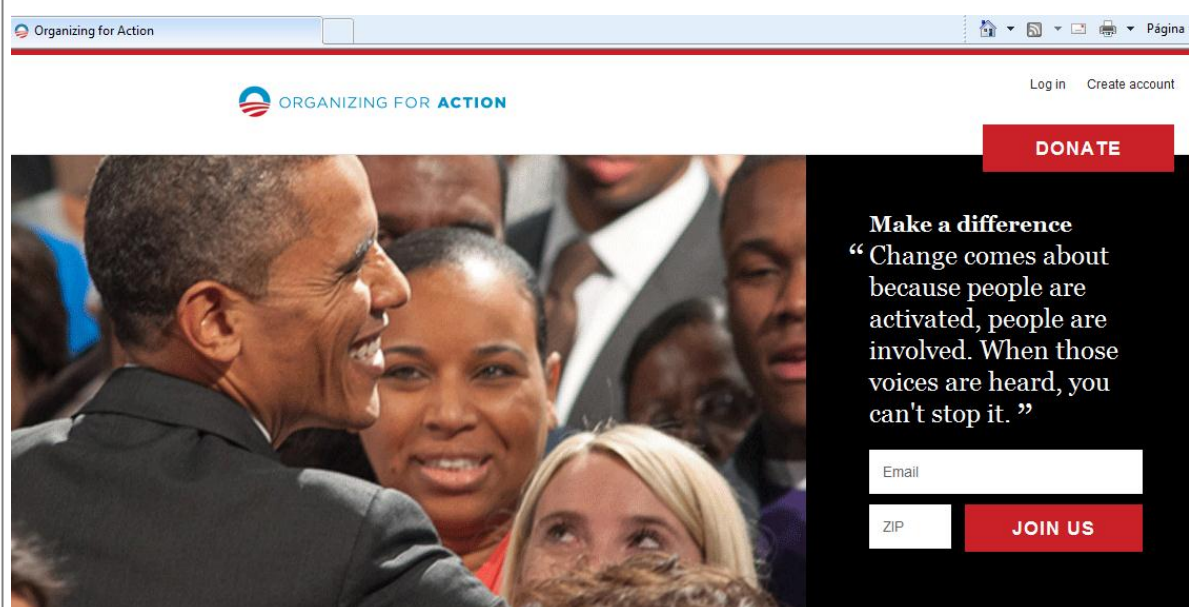 Organizing for Action
Página
ORGANIZING FOR ACTION
Log in Create account
DONATE
Make a difference
“ Change comes about
because people are
activated, people are
involved. When those
voices are heard, you
can't stop it. ”
Email
ZIP
JOIN US